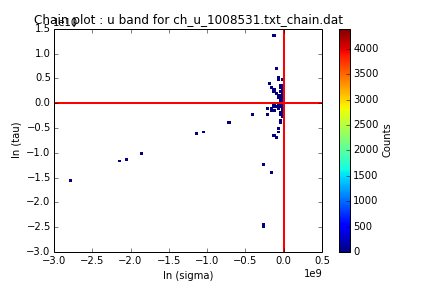 Chain plot : u band for ch_u_1008531.txt_chain.dat
1e10
1.5
1.0
0.5
0.0
−0.5
−1.0
−1.5
−2.0
−2.5
−3.0
ln (tau)
−3.0 −2.5 −2.0 −1.5 −1.0 −0.5 0.0 0.5
ln (sigma)
1e9
4000
3500
3000
2500
2000
1500
1000
500
0
Counts